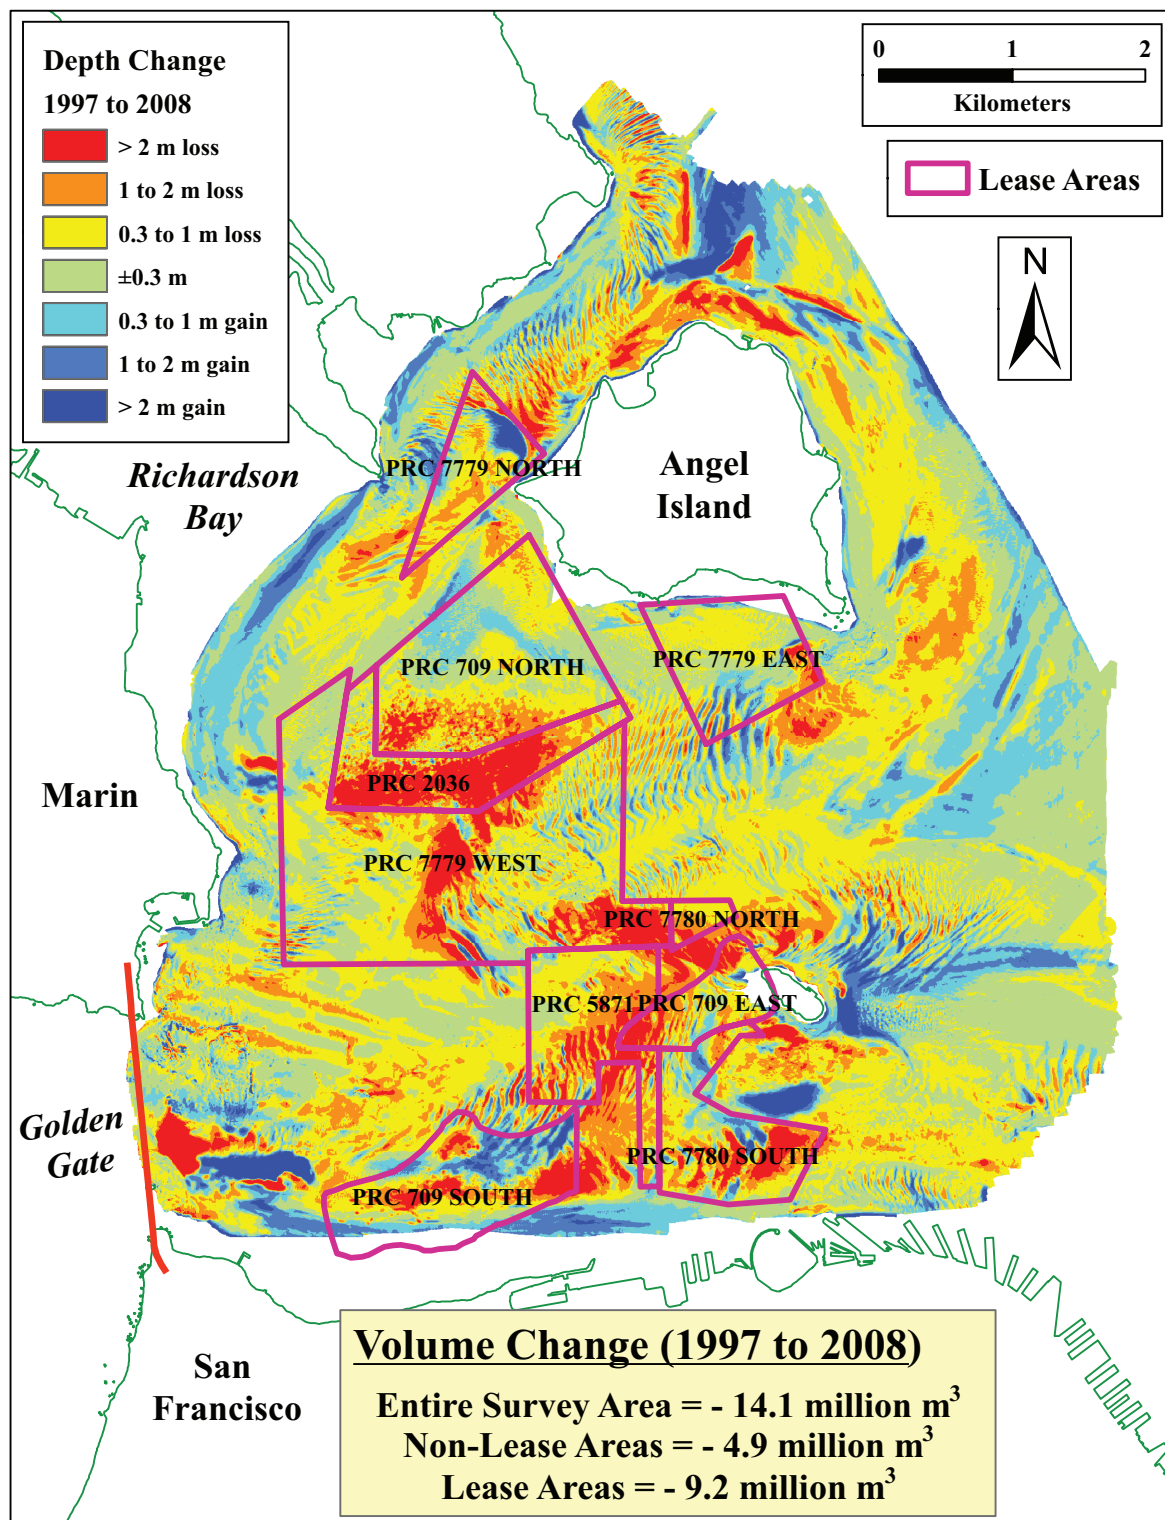 Depth Change
1997 to 2008
> 2 m loss
1 to 2 m loss
0.3 to 1 m loss
±0.3 m
0.3 to 1 m gain
1 to 2 m gain
> 2 m gain
0 1 2
Kilometers
Lease Areas
N
Richardson
Bay
Angel
Island
PRC 7779 NORTH
PRC 709 NORTH
PRC 7779 EAST
PRC 2036
Marin
PRC 7779 WEST
PRC 7780 NORTH
PRC 5871
PRC 709 EAST
Golden
Gate
PRC 7780 SOUTH
PRC 709 SOUTH
San
Francisco
Volume Change (1997 to 2008)
Entire Survey Area = - 14.1 million m³
Non-Lease Areas = - 4.9 million m³
Lease Areas = - 9.2 million m³